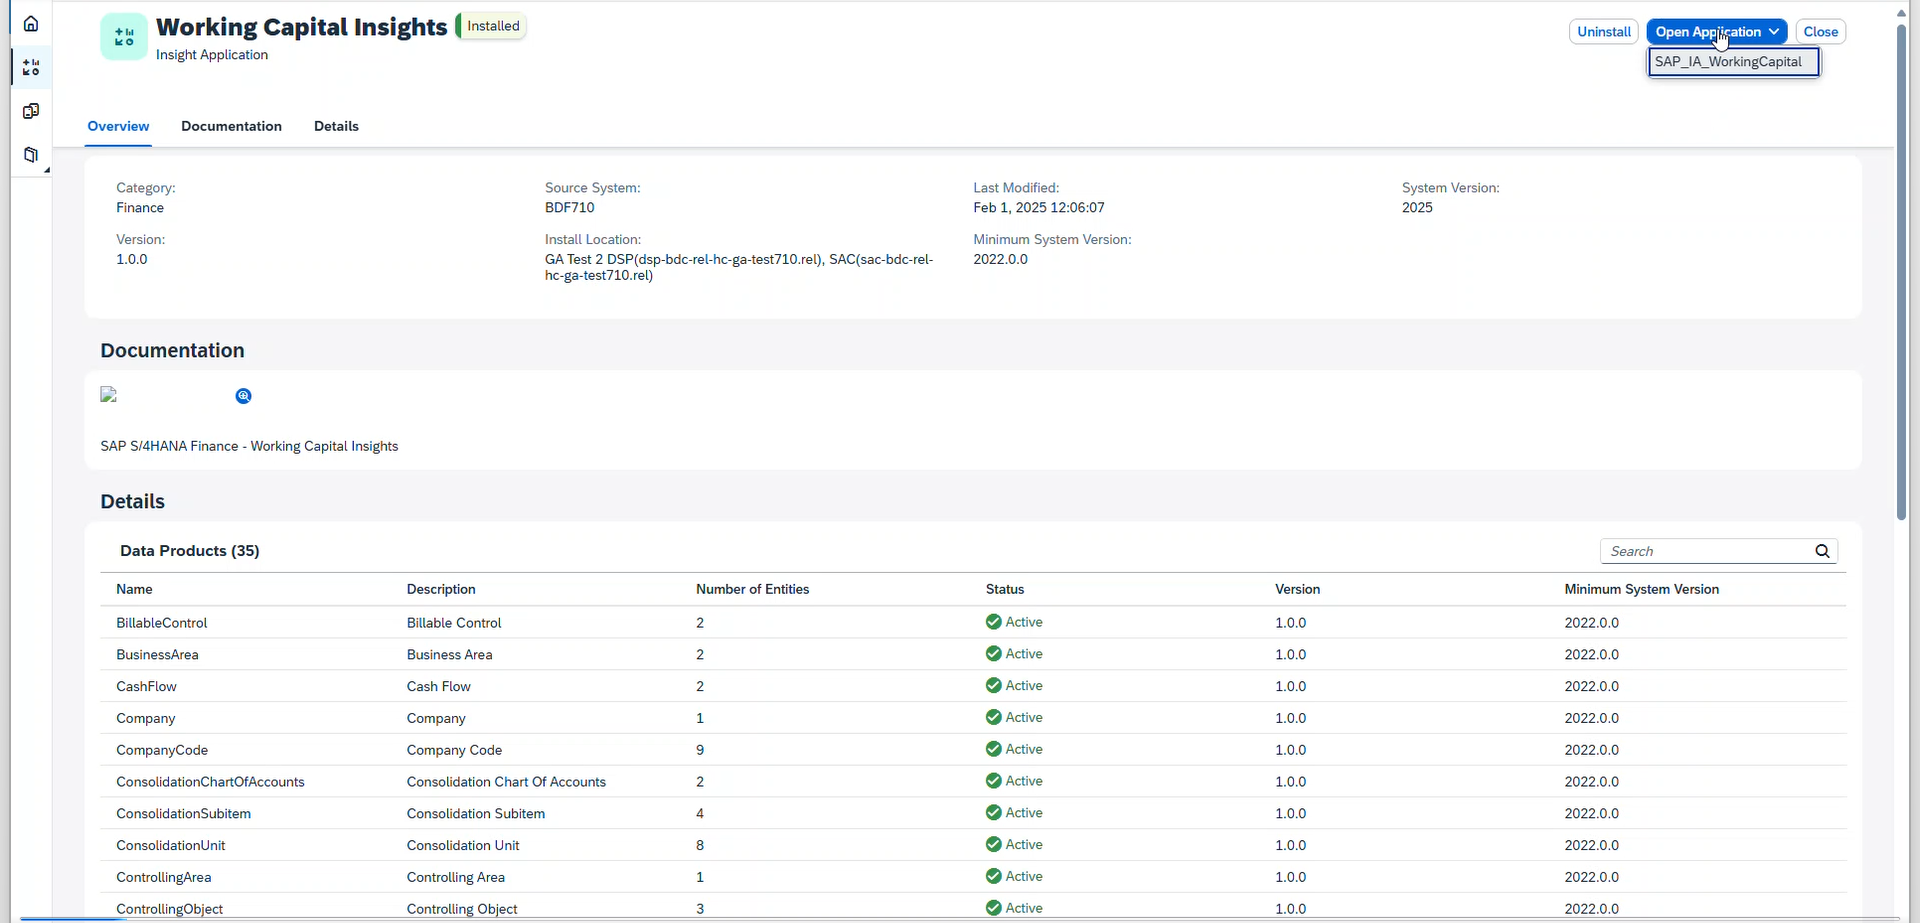 Working Capital Insights Installed
Insight Application
Uninstall Open Application Close
SAP_IA_WorkingCapital
Overview Documentation Details
Category: Source System: Last Modified: System Version:
Finance BDF710 Feb 1, 2025 12:06:07 2025
Version: Install Location: Minimum System Version:
1.0.0 GA Test 2 DSP(dsp-bdc-rel-hc-ga-test710.rel), SAC(sac-bdc-rel- 2022.0.0
hc-ga-test710.rel)
Documentation
SAP S/4HANA Finance - Working Capital Insights
Details
Data Products (35) Search
Name Description Number of Entities Status Version Minimum System Version
BillableControl Billable Control 2 Active 1.0.0 2022.0.0
BusinessArea Business Area 2 Active 1.0.0 2022.0.0
CashFlow Cash Flow 2 Active 1.0.0 2022.0.0
Company Company 1 Active 1.0.0 2022.0.0
CompanyCode Company Code 9 Active 1.0.0 2022.0.0
ConsolidationChartOfAccounts Consolidation Chart Of Accounts 2 Active 1.0.0 2022.0.0
ConsolidationSubitem Consolidation Subitem 4 Active 1.0.0 2022.0.0
ConsolidationUnit Consolidation Unit 8 Active 1.0.0 2022.0.0
ControllingArea Controlling Area 1 Active 1.0.0 2022.0.0
ControllingObject Controlling Object 3 Active 1.0.0 2022.0.0